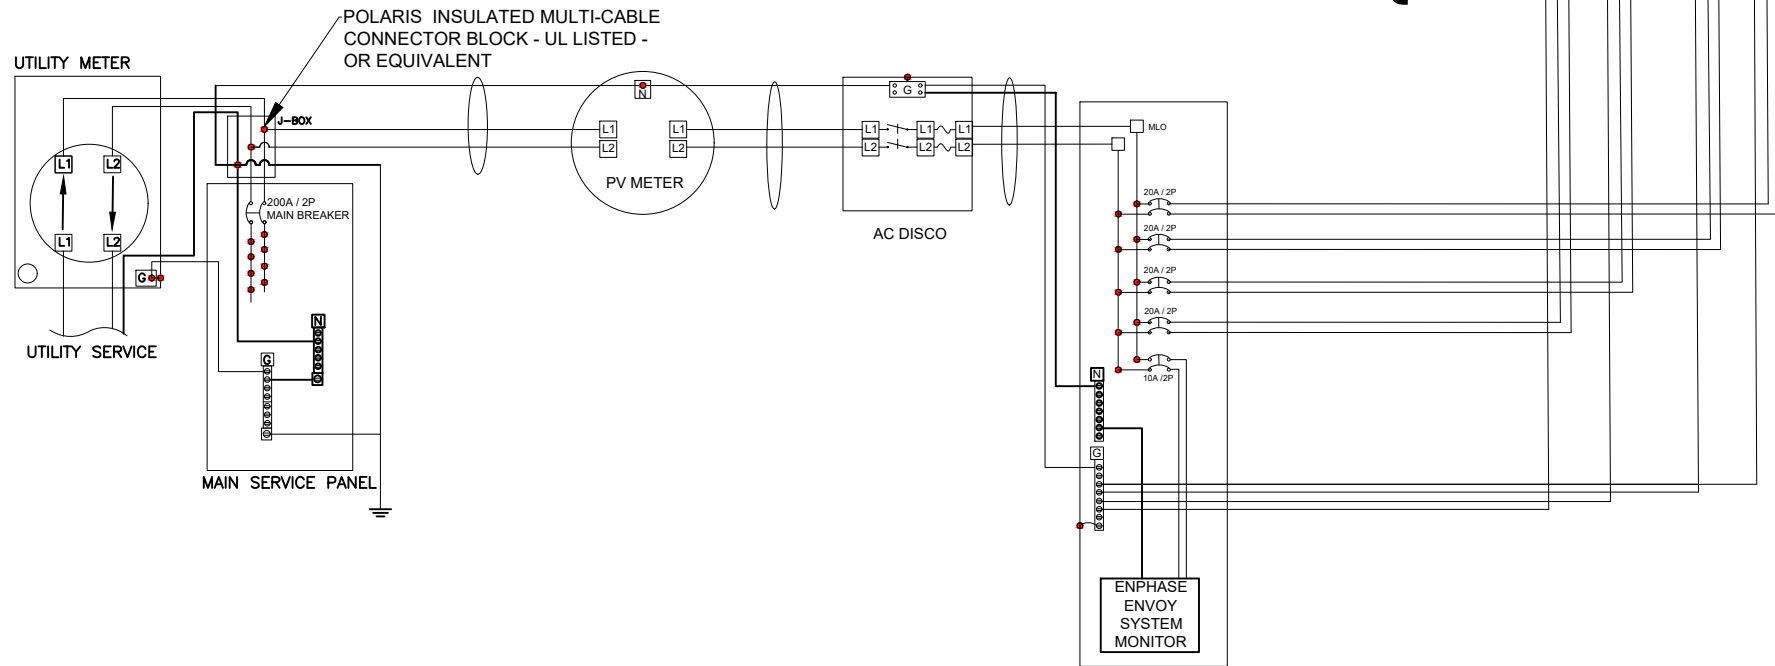 POLARIS  INSULATED MULTI-CABLE
CONNECTOR BLOCK - UL LISTED -
OR EQUIVALENT
UTILITY METER
J-BOX
N
G
L1 L2
L1 L2
G
UTILITY SERVICE
200A / 2P
MAIN BREAKER
N
G
MAIN SERVICE PANEL
L1 L1
L2 L2
PV METER
L1 L1 L1
L2 L2 L2
AC DISCO
MLO
20A / 2P
20A / 2P
20A / 2P
20A / 2P
10A /2P
N
G
ENPHASE
ENVOY
SYSTEM
MONITOR